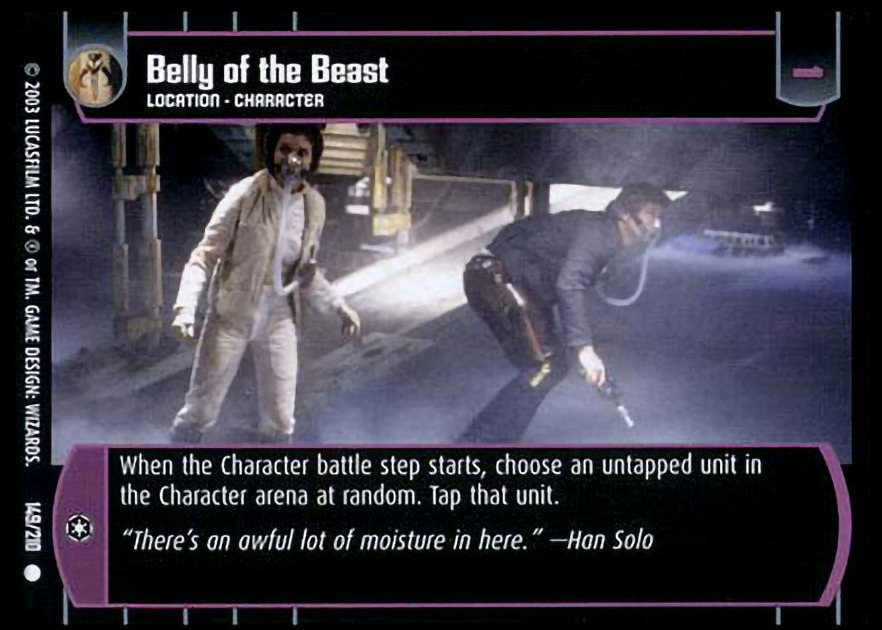 Belly of the Beast
LOCATION - CHARACTER
When the Character battle step starts, choose an untapped unit in
the Character arena at random. Tap that unit.
“There's an awful lot of moisture in here.” —Han Solo
© 2003 LUCASFILM LTD. & ® or TM. GAME DESIGN: WIZARDS.
149/210